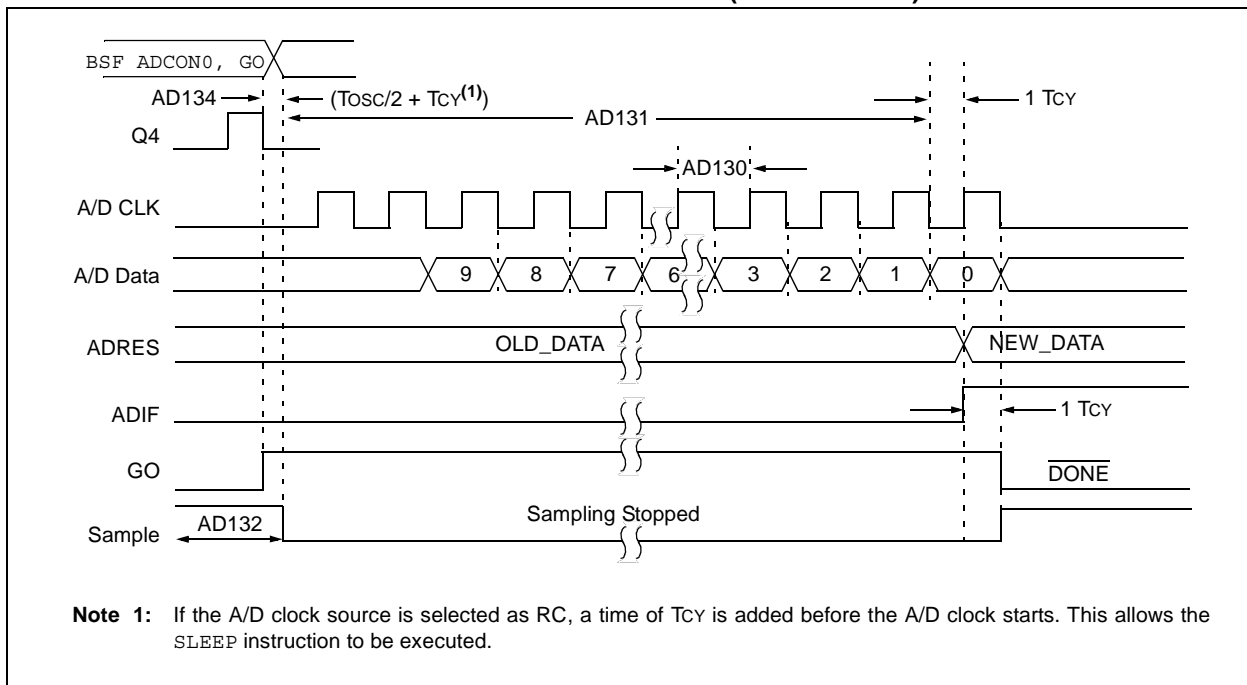 BSF ADCON0, GO
AD134
(TOSC/2 + TCY(1))
1 TCY
AD131
Q4
AD130
A/D CLK
A/D Data
9 8 7 6 3 2 1 0
ADRES
OLD_DATA
NEW_DATA
ADIF
1 TCY
GO
DONE
Sample
AD132
Sampling Stopped
Note 1: If the A/D clock source is selected as RC, a time of TCY is added before the A/D clock starts. This allows the
SLEEP instruction to be executed.